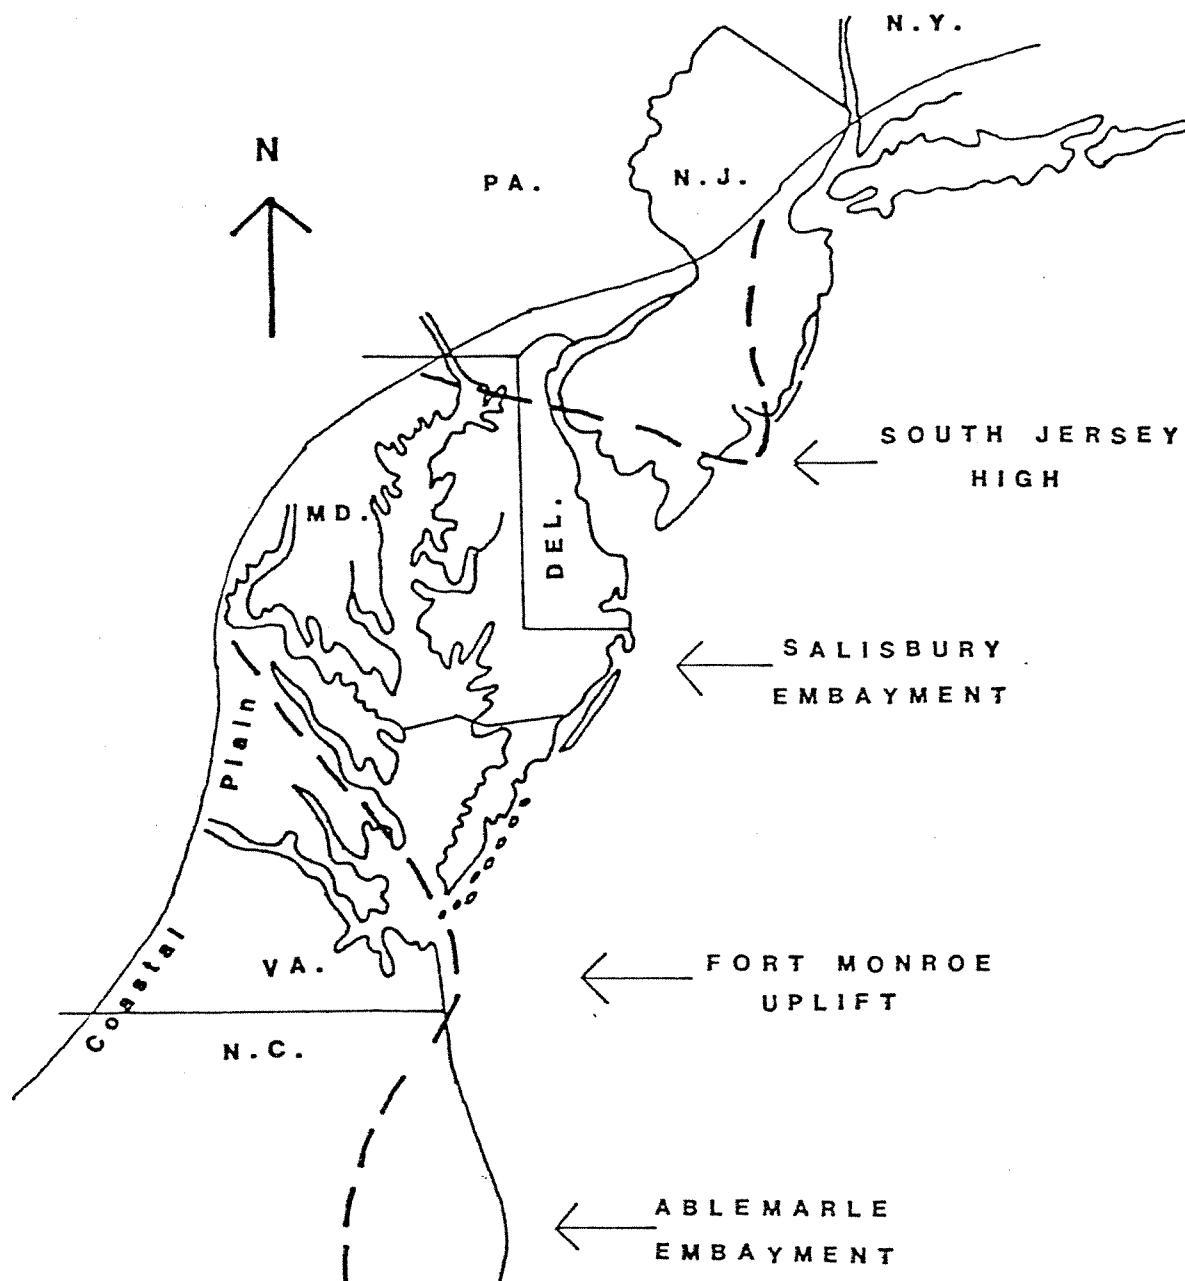 N.Y.
N
PA.
N.J.
SOUTH JERSEY
HIGH
MD.
DEL.
SALISBURY
EMBAYMENT
Coastal Plain
FORT MONROE
UPLIFT
VA.
N.C.
ABLEMARLE
EMBAYMENT